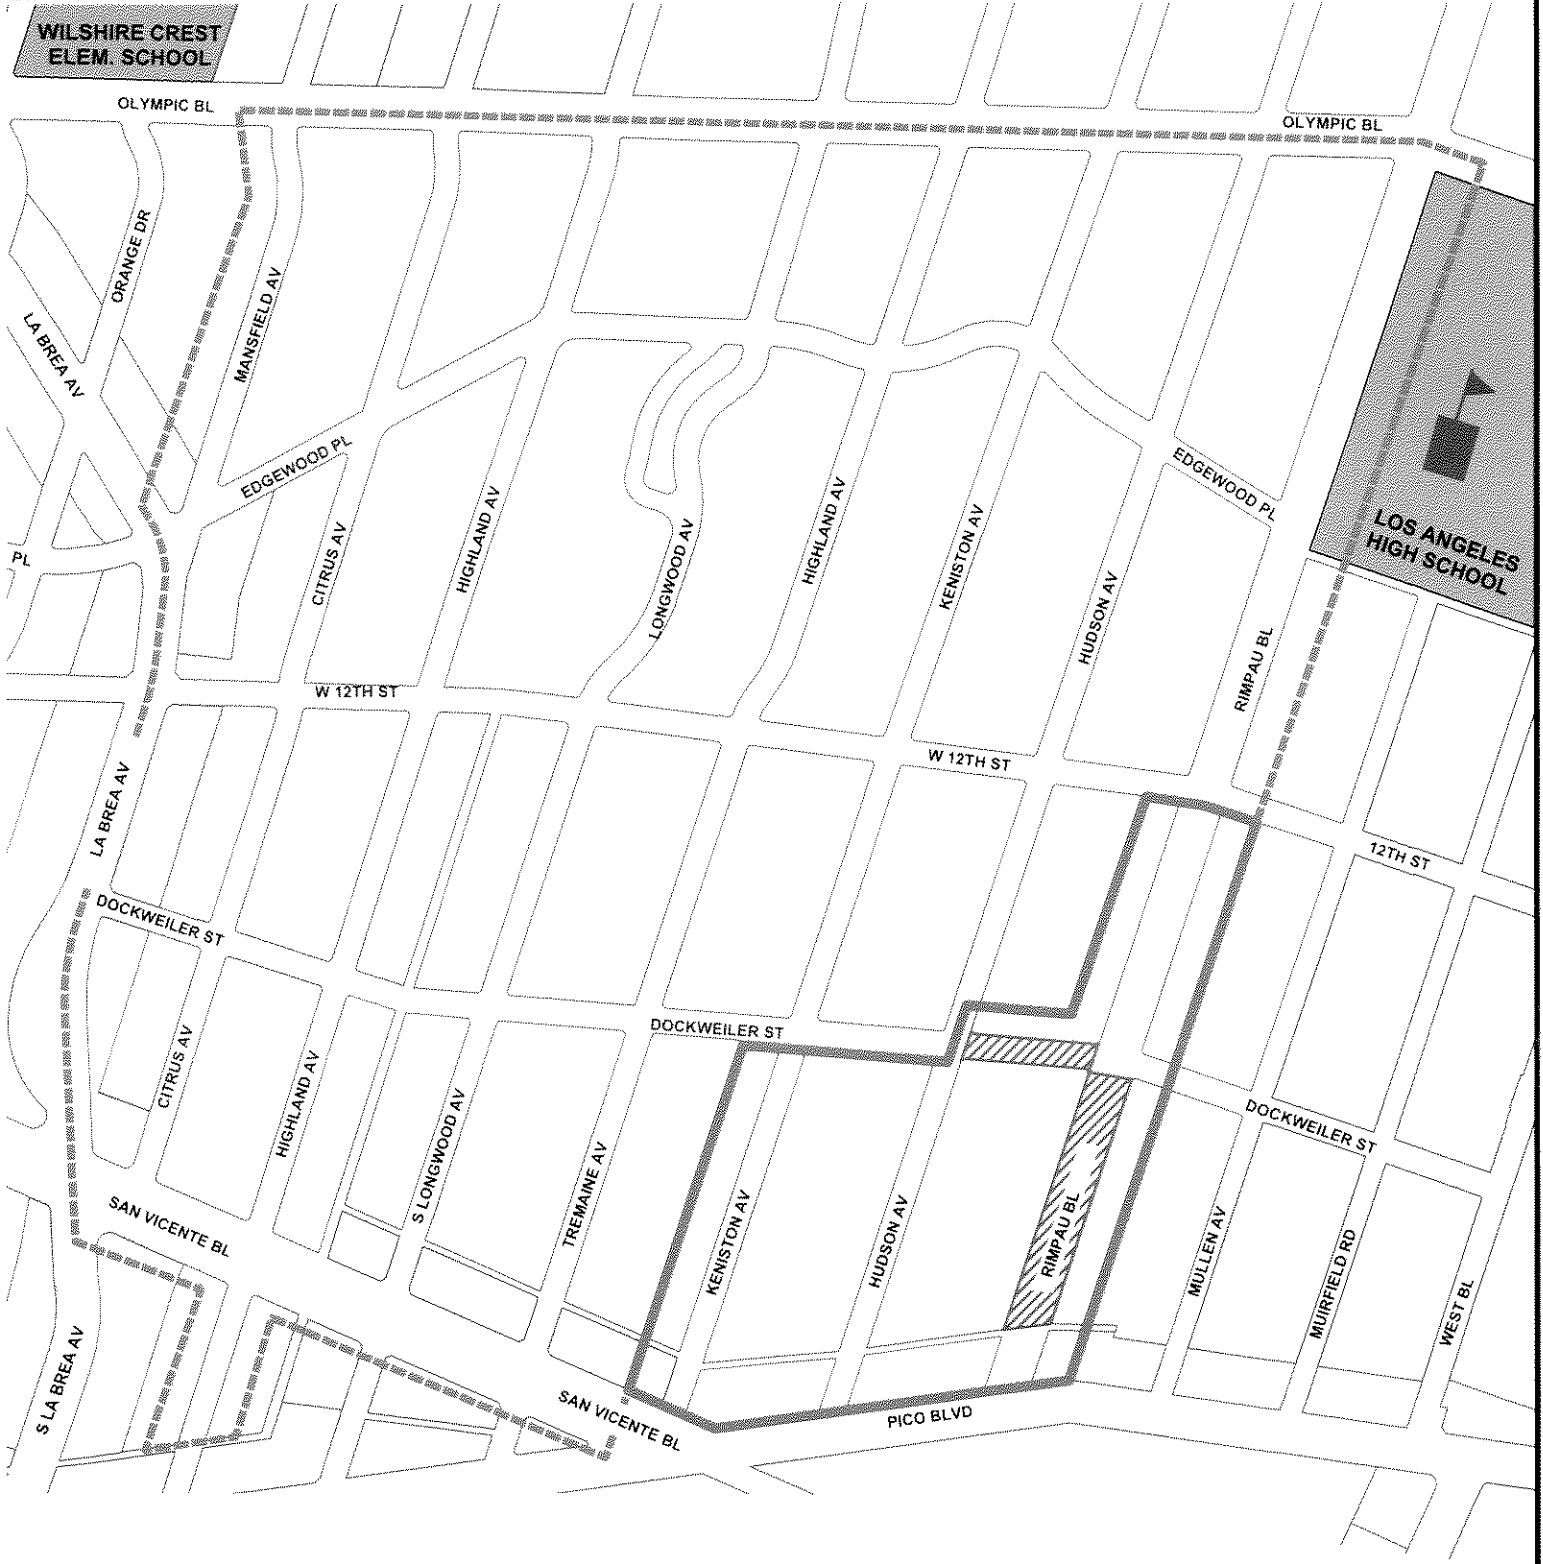 WILSHIRE CREST
ELEM. SCHOOL
OLYMPIC BL
OLYMPIC BL
ORANGE DR
LA BREA AV
MANSFIELD AV
EDGEWOOD PL
EDGEWOOD PL
LOS ANGELES
HIGH SCHOOL
PL
CITRUS AV
HIGHLAND AV
LONGWOOD AV
HIGHLAND AV
KENISTON AV
HUDSON AV
RIMPAU BL
W 12TH ST
W 12TH ST
LA BREA AV
12TH ST
DOCKWEILER ST
DOCKWEILER ST
DOCKWEILER ST
CITRUS AV
HIGHLAND AV
S LONGWOOD AV
TREMAINE AV
KENISTON AV
HUDSON AV
RIMPAU BL
MULLEN AV
MUIRFIELD RD
WEST BL
SAN VICENTE BL
S LA BREA AV
SAN VICENTE BL
PICO BLVD